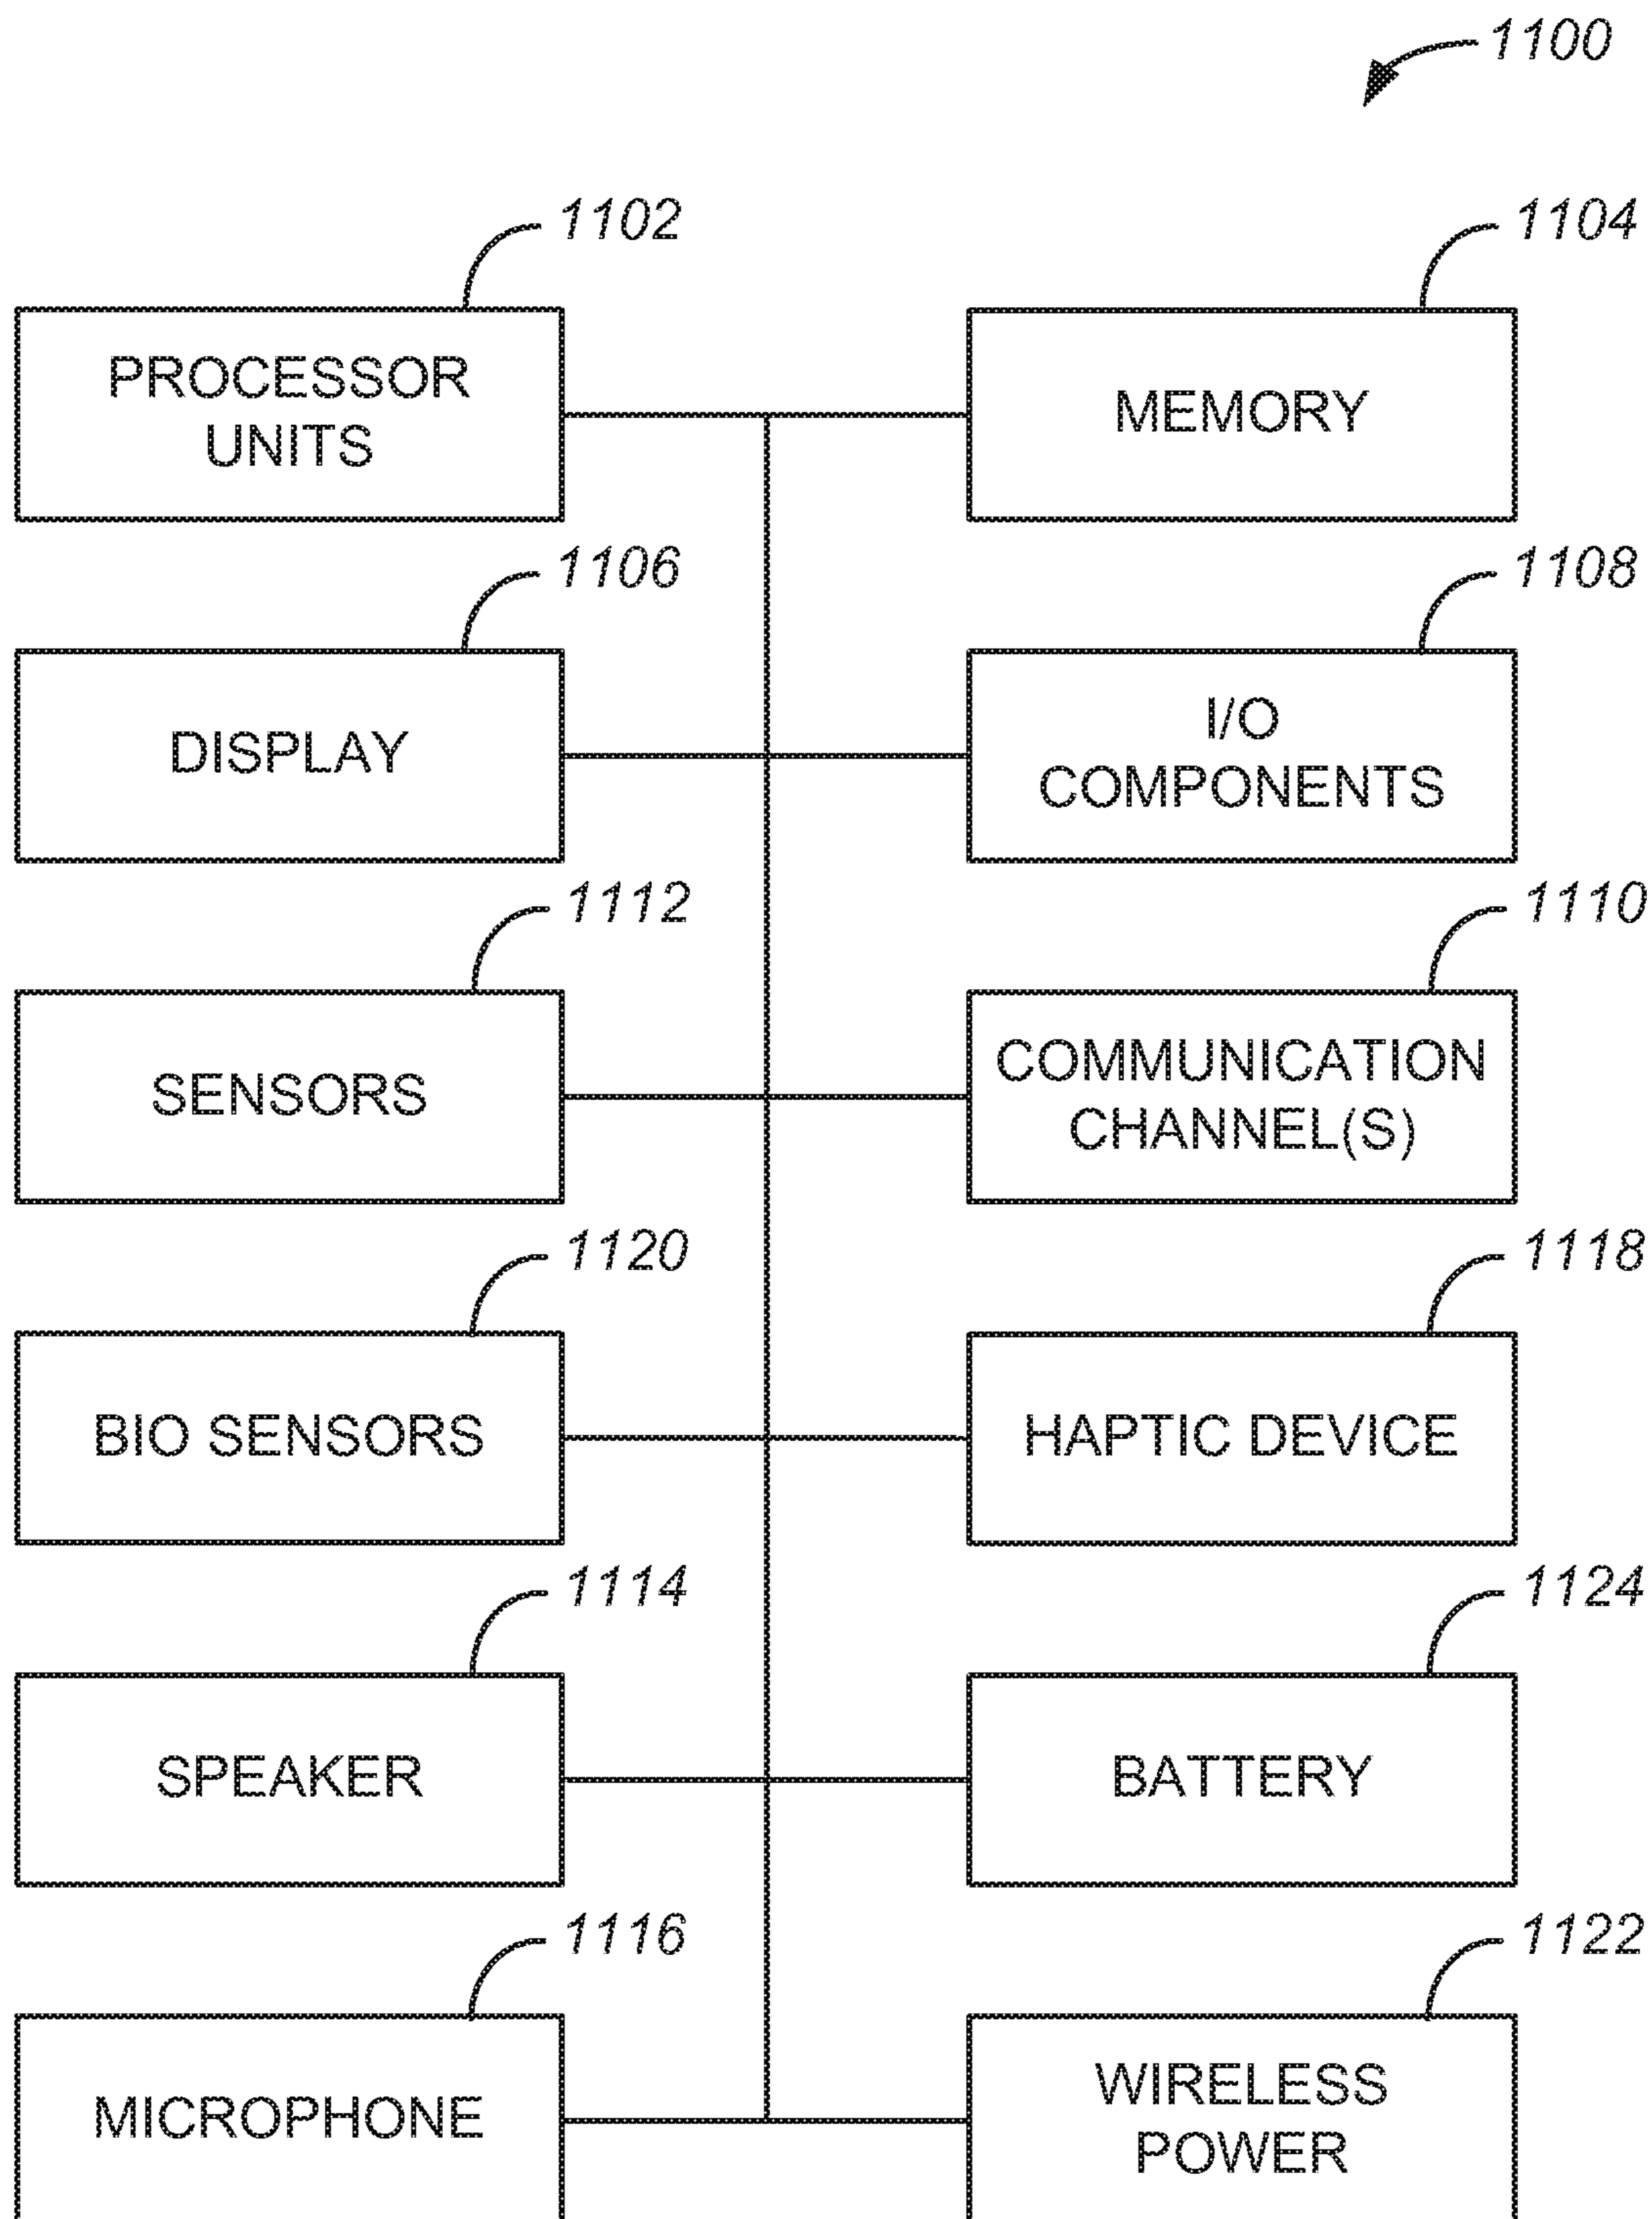 1100
1102
1104
PROCESSOR
UNITS
MEMORY
1106
1108
DISPLAY
I/O
COMPONENTS
1112
1110
SENSORS
COMMUNICATION
CHANNEL(S)
1120
1118
BIO SENSORS
HAPTIC DEVICE
1114
1124
SPEAKER
BATTERY
1116
1122
MICROPHONE
WIRELESS
POWER